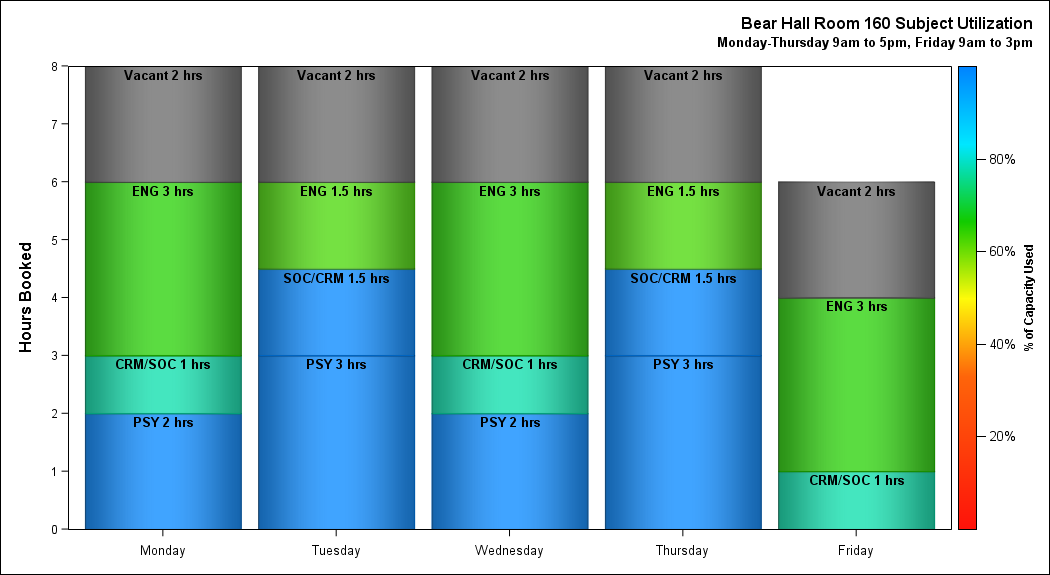 Bear Hall Room 160 Subject Utilization
Monday-Thursday 9am to 5pm, Friday 9am to 3pm
Hours Booked
8
7
6
5
4
3
2
1
0
Vacant 2 hrs
ENG 3 hrs
CRM/SOC 1 hrs
PSY 2 hrs
Monday
Vacant 2 hrs
ENG 1.5 hrs
SOC/CRM 1.5 hrs
PSY 3 hrs
Tuesday
Vacant 2 hrs
ENG 3 hrs
CRM/SOC 1 hrs
PSY 2 hrs
Wednesday
Vacant 2 hrs
ENG 1.5 hrs
SOC/CRM 1.5 hrs
PSY 3 hrs
Thursday
Vacant 2 hrs
ENG 3 hrs
CRM/SOC 1 hrs
Friday
80%
60%
40%
20%
% of Capacity Used